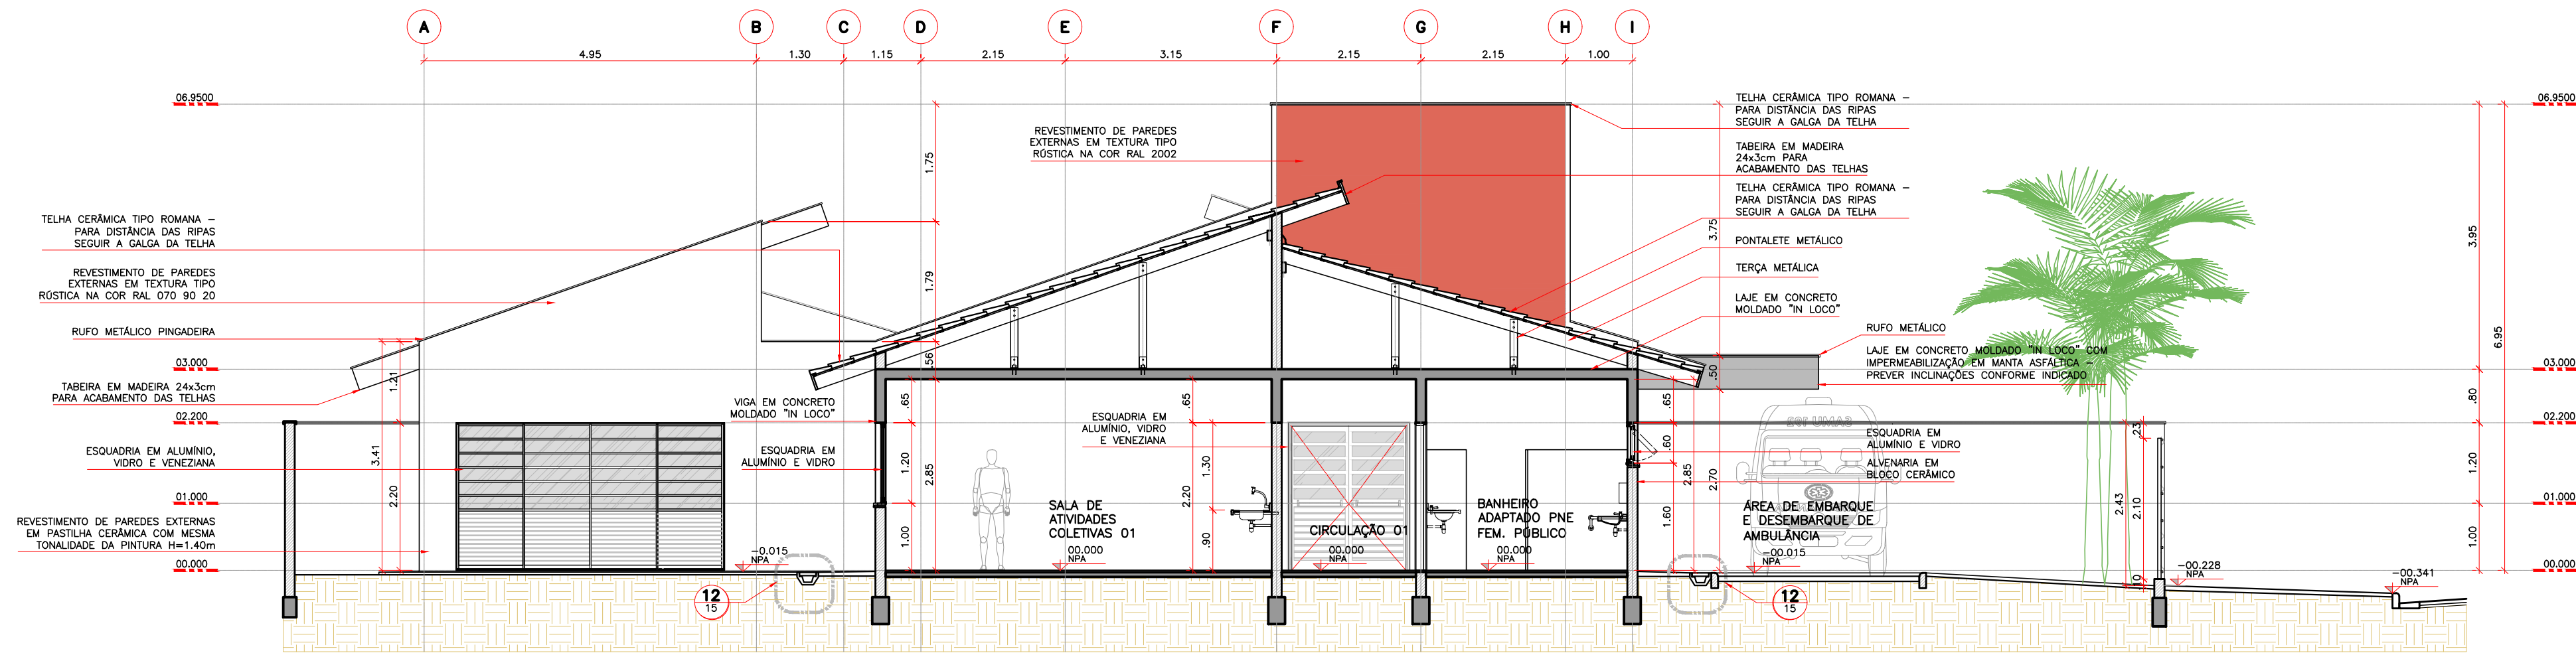 A B C D E F G H I
4.95 1.30 1.15 2.15 3.15 2.15 2.15 1.00
06.9500
03.000
02.200
01.000
00.000
TELHA CERÂMICA TIPO ROMANA –
PARA DISTÂNCIA DAS RIPAS
SEGUIR A GALGA DA TELHA
REVESTIMENTO DE PAREDES
EXTERNAS EM TEXTURA TIPO
RÚSTICA NA COR RAL 070 90 20
RUFO METÁLICO PINGADEIRA
TABEIRA EM MADEIRA 24x3cm
PARA ACABAMENTO DAS TELHAS
ESQUADRIA EM ALUMÍNIO,
VIDRO E VENEZIANA
REVESTIMENTO DE PAREDES EXTERNAS
EM PASTILHA CERÂMICA COM MESMA
TONALIDADE DA PINTURA H=1.40m
1.21
3.41
2.20
–0.015
NPA
12
15
VIGA EM CONCRETO
MOLDADO "IN LOCO"
ESQUADRIA EM
ALUMÍNIO E VIDRO
1.75
1.79
.56
2.85
.65
1.20
1.00
REVESTIMENTO DE PAREDES
EXTERNAS EM TEXTURA TIPO
RÚSTICA NA COR RAL 2002
SALA DE
ATIVIDADES
COLETIVAS 01
00.000
NPA
ESQUADRIA EM
ALUMÍNIO, VIDRO
E VENEZIANA
.65
2.20
1.30
.90
CIRCULAÇÃO 01
00.000
NPA
BANHEIRO
ADAPTADO PNE
FEM. PÚBLICO
00.000
NPA
TELHA CERÂMICA TIPO ROMANA –
PARA DISTÂNCIA DAS RIPAS
SEGUIR A GALGA DA TELHA
TABEIRA EM MADEIRA
24x3cm PARA
ACABAMENTO DAS TELHAS
TELHA CERÂMICA TIPO ROMANA –
PARA DISTÂNCIA DAS RIPAS
SEGUIR A GALGA DA TELHA
PONTALETE METÁLICO
TERÇA METÁLICA
LAJE EM CONCRETO
MOLDADO "IN LOCO"
RUFO METÁLICO
LAJE EM CONCRETO MOLDADO "IN LOCO" COM
IMPERMEABILIZAÇÃO EM MANTA ASFÁLTICA –
PREVER INCLINAÇÕES CONFORME INDICADO
ESQUADRIA EM
ALUMÍNIO E VIDRO
ALVENARIA EM
BLOCO CERÂMICO
3.75
.50
.65
.60
1.60
2.85
2.70
ÁREA DE EMBARQUE
E DESEMBARQUE DE
AMBULÂNCIA
–00.015
NPA
12
15
.23
2.43
2.10
.10
–00.228
NPA
–00.341
NPA
3.95
6.95
.80
1.20
1.00
06.9500
03.000
02.200
01.000
00.000